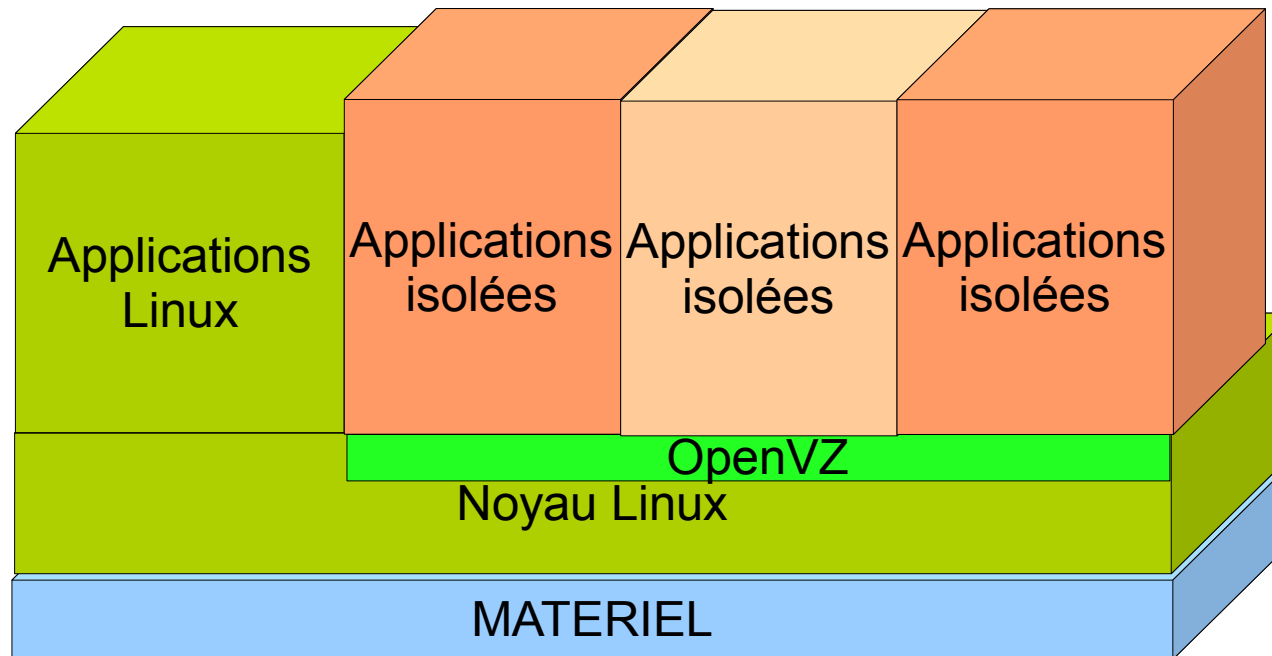 Applications
Linux
Applications
isolées
Applications
isolées
Applications
isolées
OpenVZ
Noyau Linux
MATERIEL